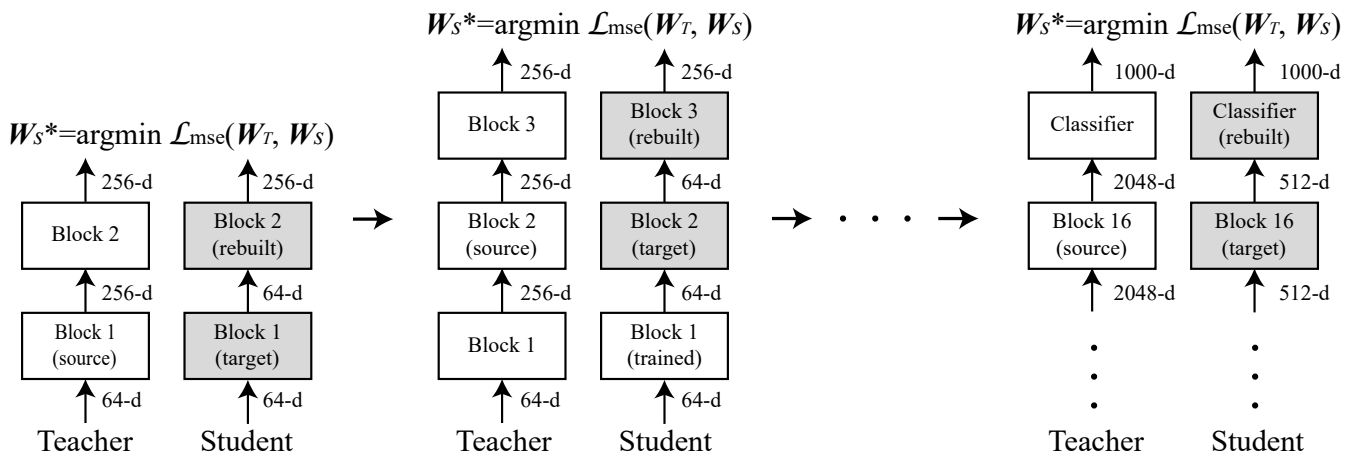 W_S*=argmin ℒmse(W_T, W_S)
256-d
256-d
Block 2
Block 2
(rebuilt)
256-d
64-d
Block 1
(source)
Block 1
(target)
64-d
64-d
Teacher
Student
W_S*=argmin ℒmse(W_T, W_S)
256-d
256-d
Block 3
Block 3
(rebuilt)
256-d
64-d
Block 2
(source)
Block 2
(target)
256-d
64-d
Block 1
Block 1
(trained)
64-d
64-d
Teacher
Student
W_S*=argmin ℒmse(W_T, W_S)
1000-d
1000-d
Classifier
Classifier
(rebuilt)
2048-d
512-d
Block 16
(source)
Block 16
(target)
2048-d
512-d
Teacher
Student